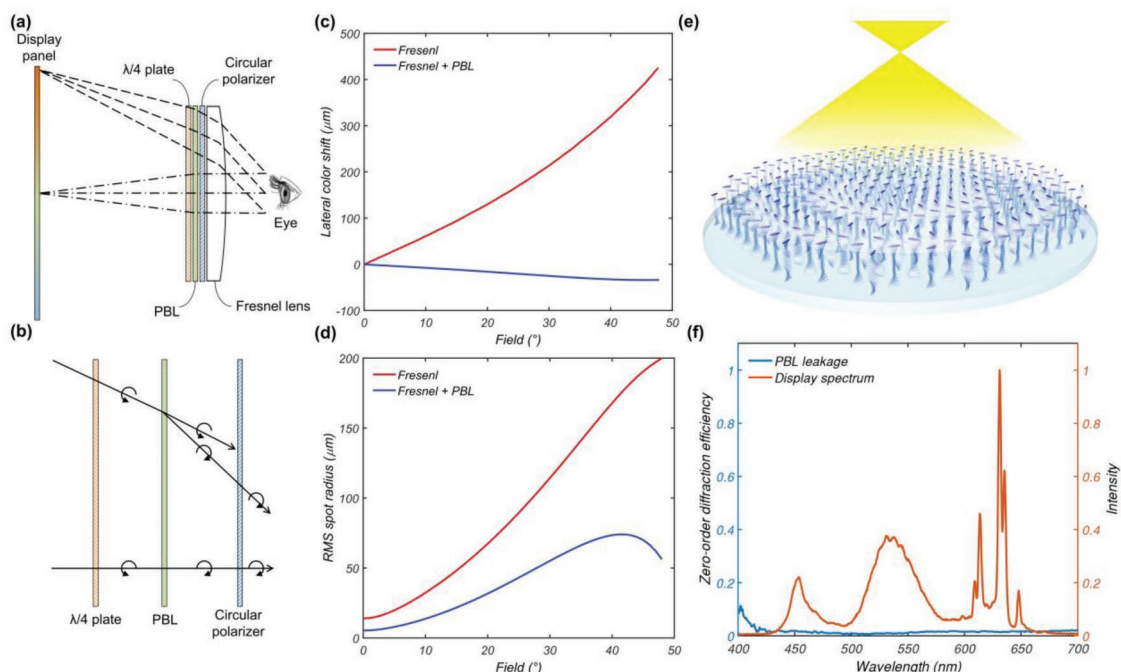 (a)
Display
panel
λ/4 plate
Circular
polarizer
Eye
PBL
Fresnel lens
(b)
λ/4 plate
PBL
Circular
polarizer
(c)
500
400
300
200
100
0
-100
Lateral color shift (μm)
Fresenl
Fresnel + PBL
0 10 20 30 40 50
Field (°)
(d)
200
150
100
50
0
RMS spot radius (μm)
Fresenl
Fresnel + PBL
0 10 20 30 40 50
Field (°)
(e)
(f)
PBL leakage
Display spectrum
1
0.8
0.6
0.4
0.2
0
Zero-order diffraction efficiency
1
0.8
0.6
0.4
0.2
0
Intensity
400 450 500 550 600 650 700
Wavelength (nm)